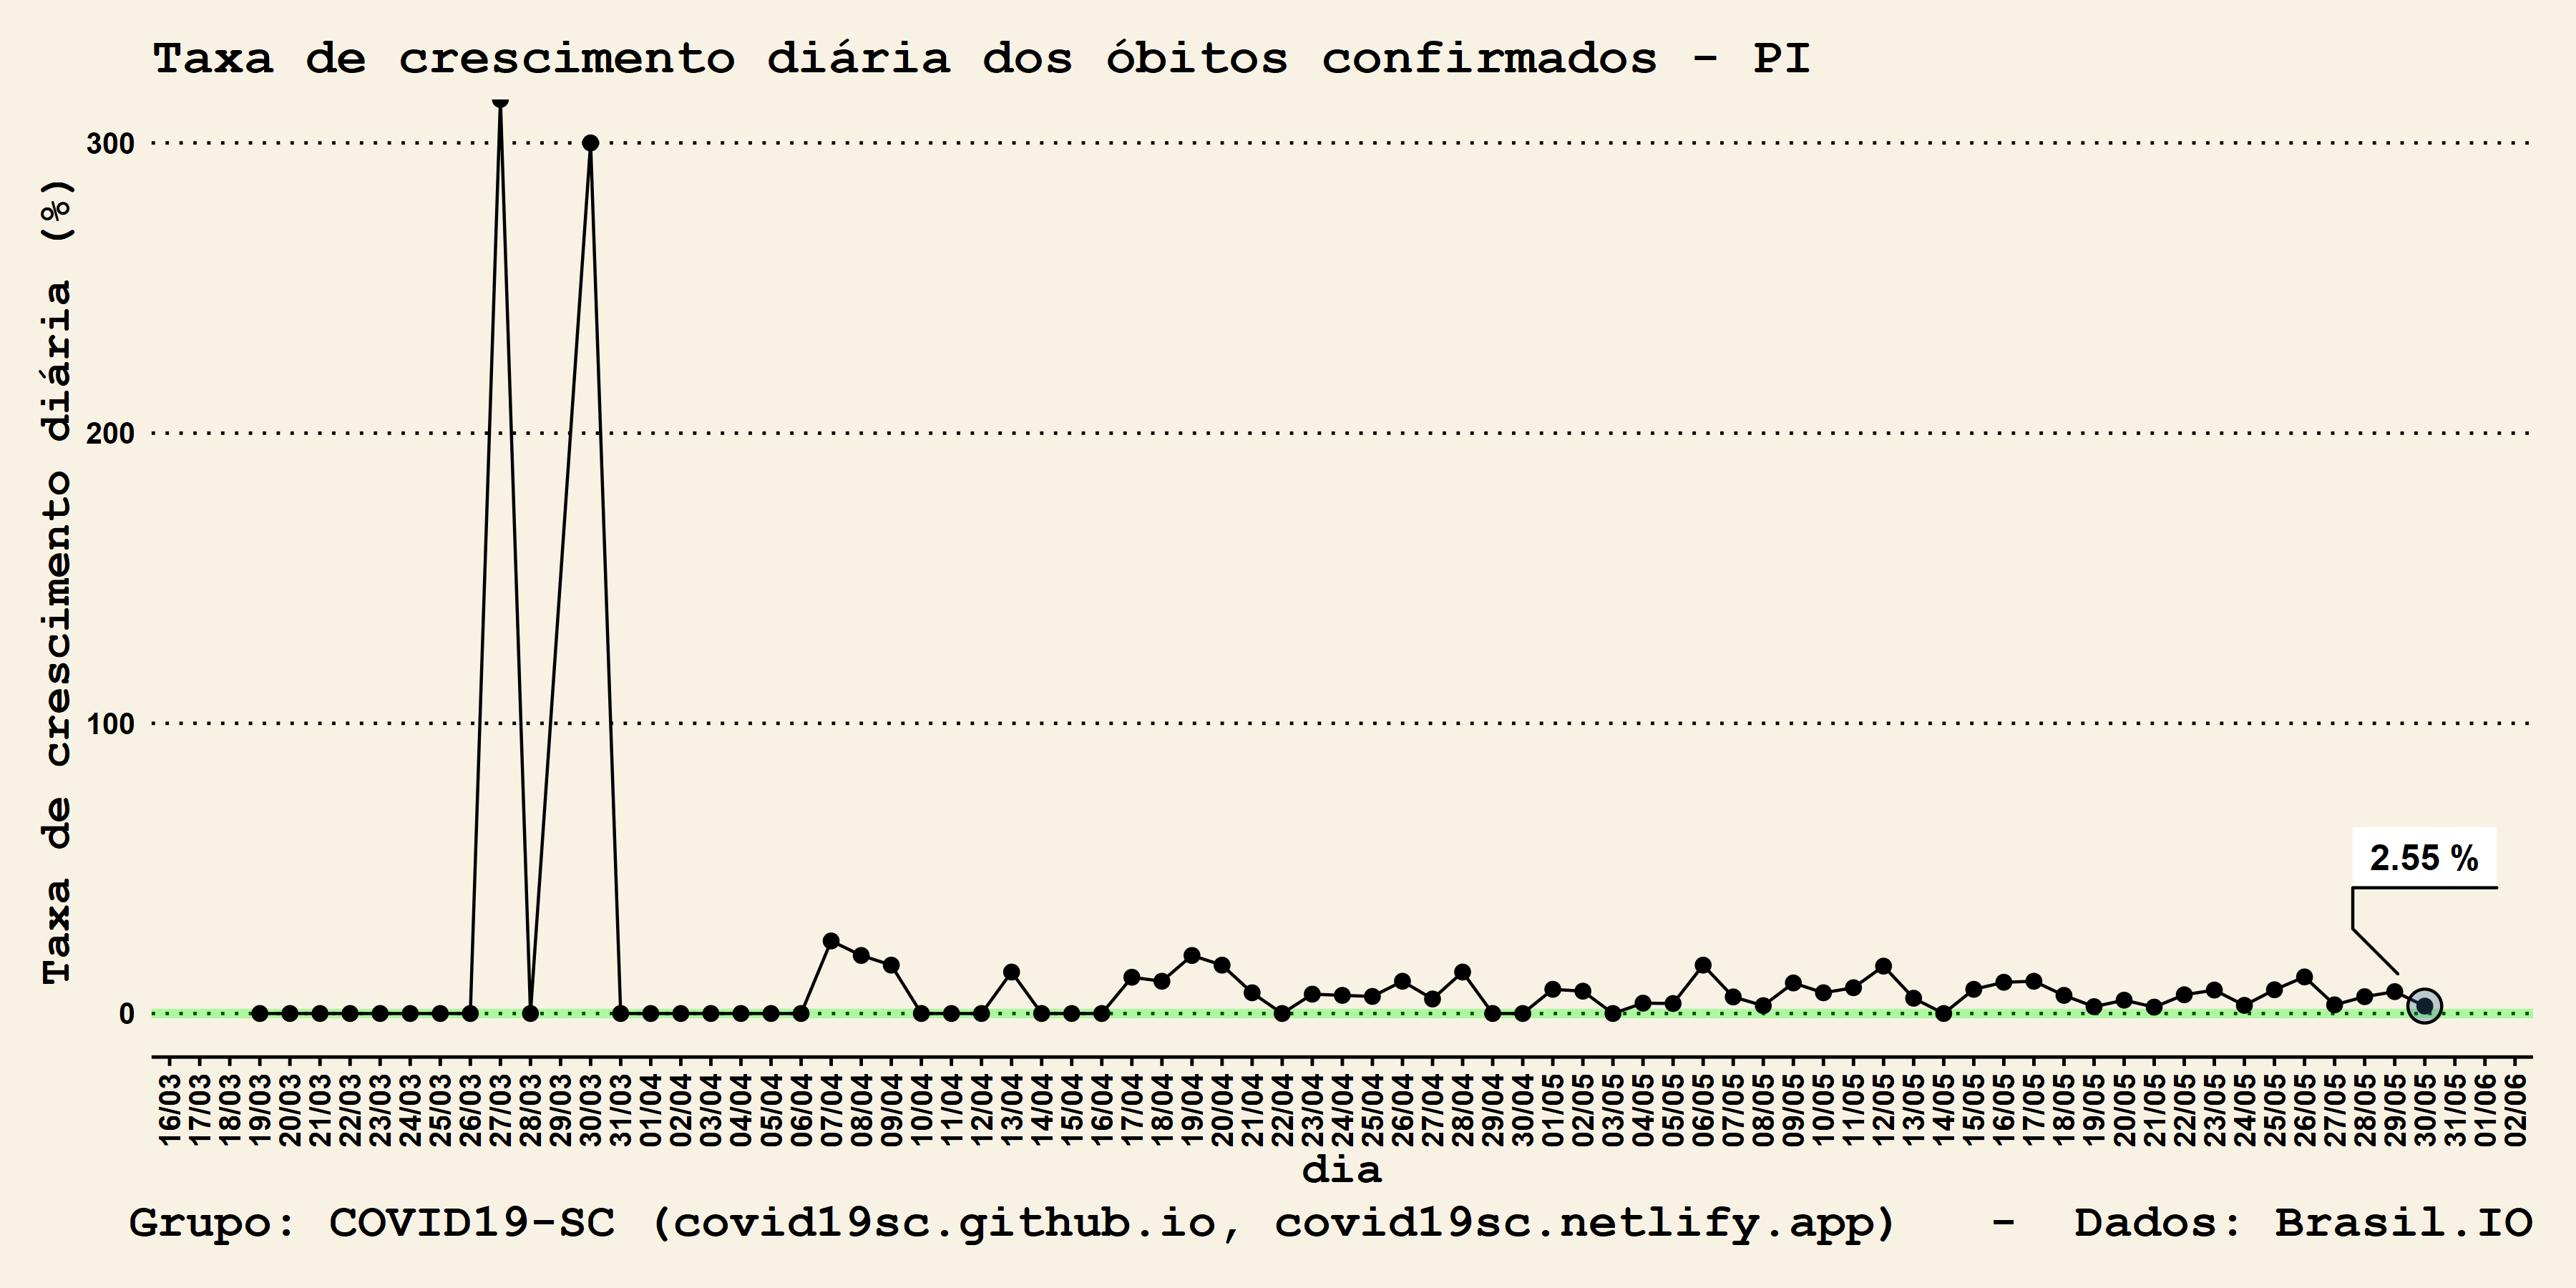 Taxa de crescimento diária dos óbitos confirmados - PI
Taxa de crescimento diária (%)
300
200
100
0
2.55 %
16/03 17/03 18/03 19/03 20/03 21/03 22/03 23/03 24/03 25/03 26/03 27/03 28/03 29/03 30/03 31/03 01/04 02/04 03/04 04/04 05/04 06/04 07/04 08/04 09/04 10/04 11/04 12/04 13/04 14/04 15/04 16/04 17/04 18/04 19/04 20/04 21/04 22/04 23/04 24/04 25/04 26/04 27/04 28/04 29/04 30/04 01/05 02/05 03/05 04/05 05/05 06/05 07/05 08/05 09/05 10/05 11/05 12/05 13/05 14/05 15/05 16/05 17/05 18/05 19/05 20/05 21/05 22/05 23/05 24/05 25/05 26/05 27/05 28/05 29/05 30/05 31/05 01/06 02/06
dia
Grupo: COVID19-SC (covid19sc.github.io, covid19sc.netlify.app) - Dados: Brasil.IO